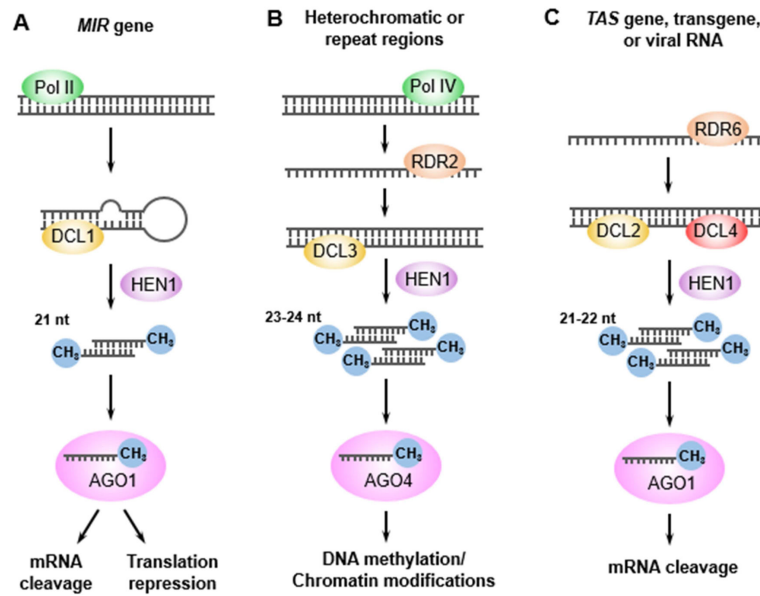 A
MIR gene
Pol II
DCL1
HEN1
21 nt
CH3
CH3
CH3
AGO1
mRNA
cleavage
Translation
repression
B
Heterochromatic or
repeat regions
Pol IV
RDR2
DCL3
HEN1
23-24 nt
CH3
CH3
CH3
CH3
CH3
AGO4
DNA methylation/
Chromatin modifications
C
TAS gene, transgene,
or viral RNA
RDR6
DCL2
DCL4
HEN1
21-22 nt
CH3
CH3
CH3
CH3
CH3
AGO1
mRNA cleavage